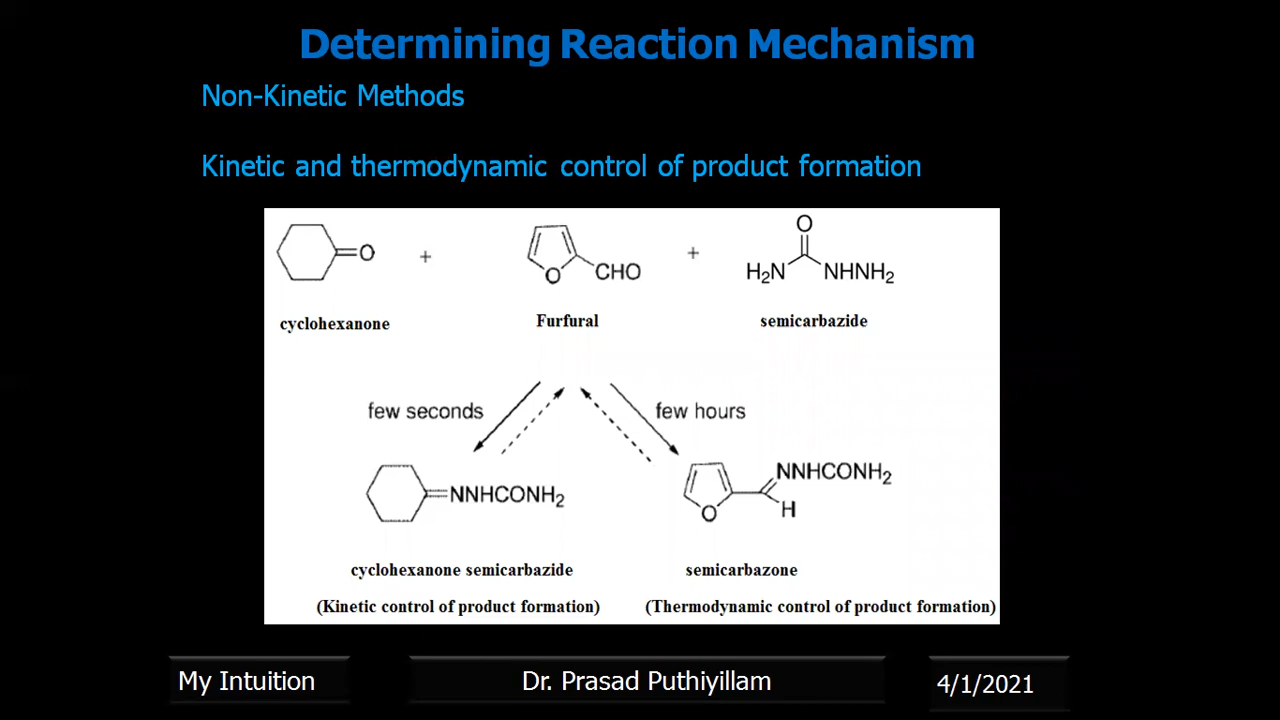 Determining Reaction Mechanism
Non-Kinetic Methods
Kinetic and thermodynamic control of product formation
O + O CHO + O H₂N NHNH₂
cyclohexanone Furfural semicarbazide
few seconds few hours
NNHCONH₂ O NNHCONH₂ H
cyclohexanone semicarbazide semicarbazone
(Kinetic control of product formation) (Thermodynamic control of product formation)
My Intuition Dr. Prasad Puthiyillam 4/1/2021